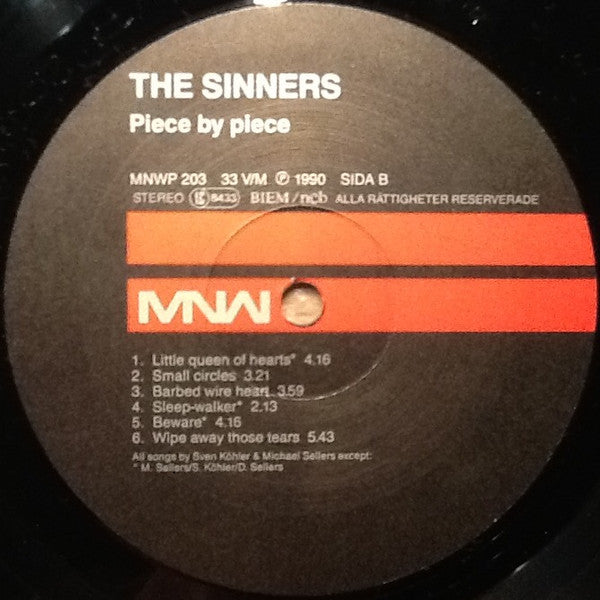 THE SINNERS
Piece by piece
MNWP 203 33 V/M ℗ 1990 SIDA B
STEREO 8433 BIEM/ncb ALLA RÄTTIGHETER RESERVERADE
MNW
1. Little queen of hearts* 4.16
2. Small circles 3.21
3. Barbed wire heart 3.59
4. Sleep-walker* 2.13
5. Beware* 4.16
6. Wipe away those tears 5.43
All songs by Sven Köhler & Michael Sellers except:
* M. Sellers/S. Köhler/D. Sellers